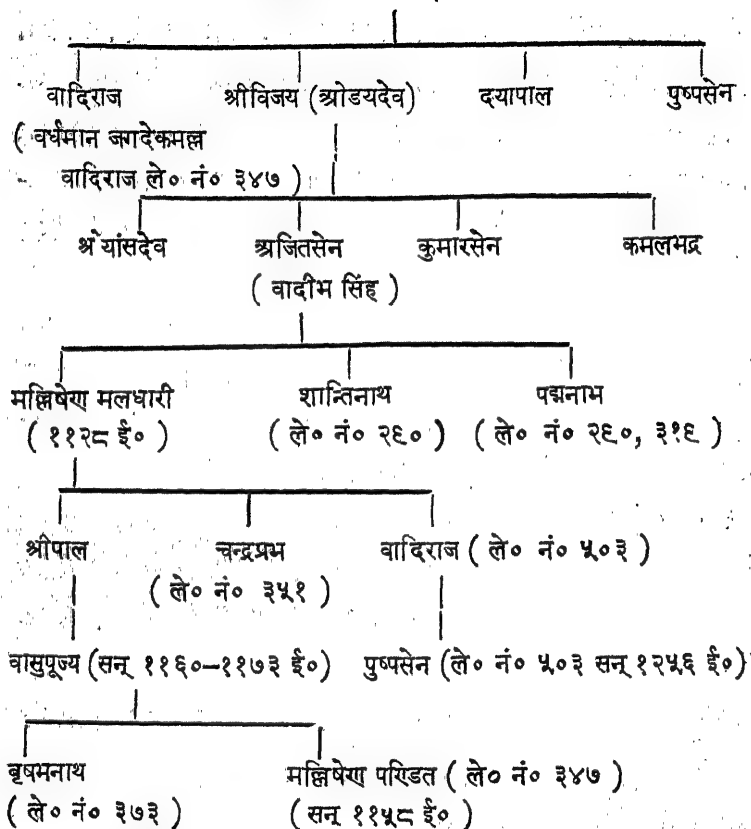 वादिराज श्रीविजय (ओडयदेव) दयापाल पुष्पसेन
( वर्धमान जगदेकमल्ल
वादिराज ले० नं० ३४७ )
श्रेयांसदेव अजितसेन कुमारसेन कमलभद्र
( वादीभ सिंह )
मल्लिषेण मलधारी शान्तिनाथ पद्मनाभ
( ११२८ ई० ) ( ले० नं० २९० ) ( ले० नं० २९०, ३१९ )
श्रीपाल चन्द्रप्रभ वादिराज ( ले० नं० ५०३ )
( ले० नं० ३५१ )
वासुपूज्य (सन् ११६०–११७३ ई०) पुष्पसेन (ले० नं० ५०३ सन् १२५६ ई०)
बृषभनाथ मल्लिषेण पण्डित ( ले० नं० ३४७ )
( ले० नं० ३७३ ) (सन् ११५८ ई०)